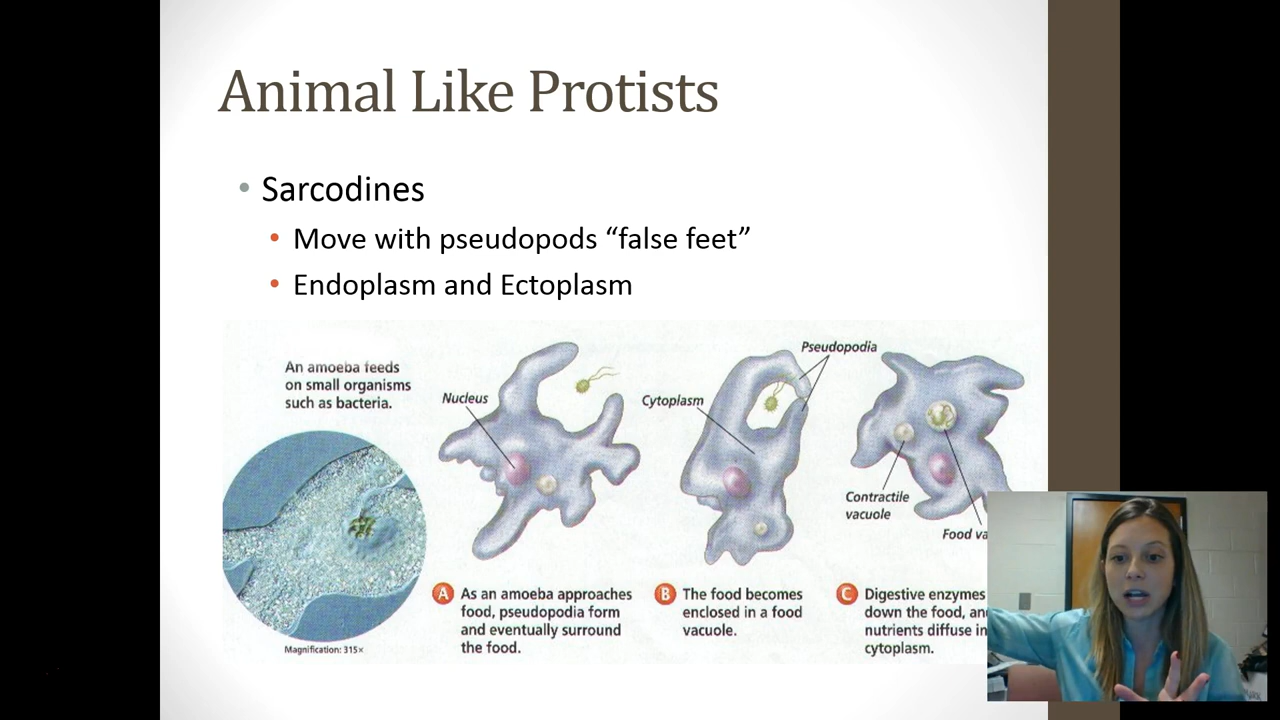 Animal Like Protists
• Sarcodines
• Move with pseudopods “false feet”
• Endoplasm and Ectoplasm
An amoeba feeds
on small organisms
such as bacteria.
Nucleus
Cytoplasm
Pseudopodia
Contractile
vacuole
Food
Magnification: 315×
A As an amoeba approaches
food, pseudopodia form
and eventually surround
the food.
B The food becomes
enclosed in a food
vacuole.
C Digestive enzymes
down the food,
nutrients diffuse in
cytoplasm.